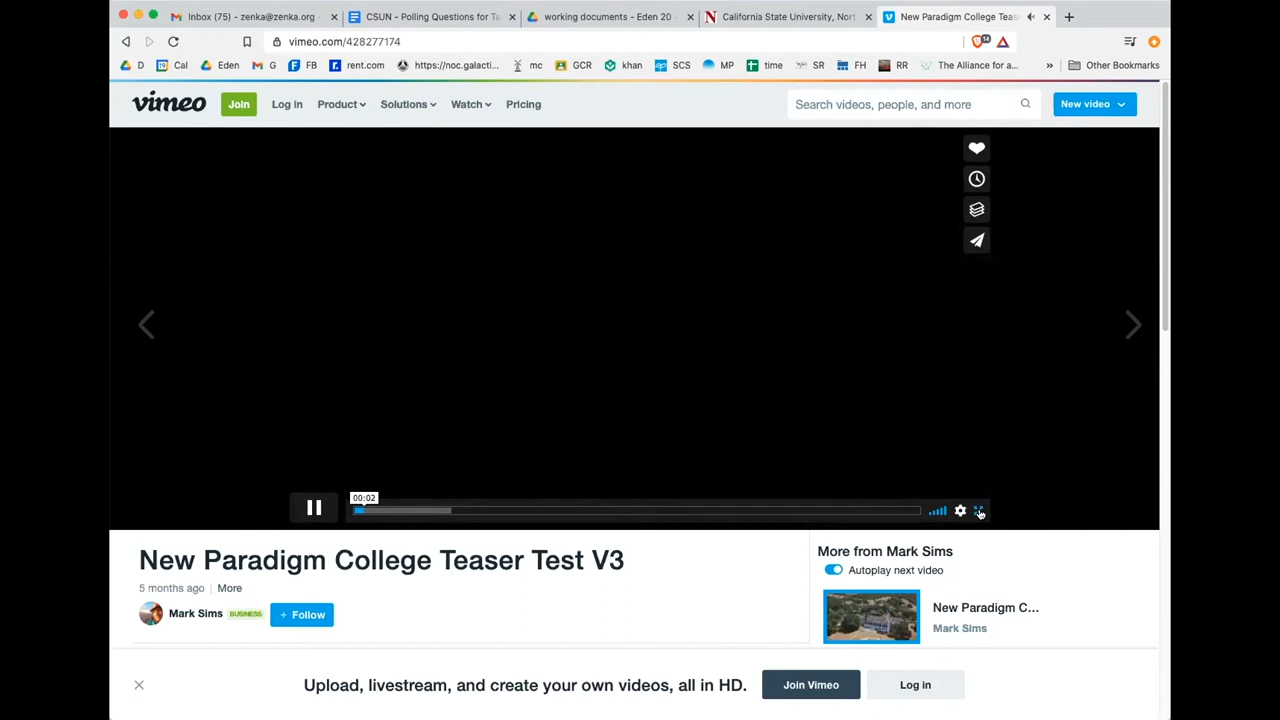 Inbox (75) - zenka@zenka.org
CSUN - Polling Questions for Ta
working documents - Eden 20
California State University, Nort
New Paradigm College Teas
vimeo.com/428277174
14
D
Cal
Eden
G
FB
rent.com
https://noc.galacti...
mc
GCR
khan
SCS
MP
time
SR
FH
RR
The Alliance for a...
»
Other Bookmarks
vimeo
Join
Log in
Product
Solutions
Watch
Pricing
Search videos, people, and more
New video
00:02
New Paradigm College Teaser Test V3
5 months ago | More
Mark Sims BUSINESS
+ Follow
More from Mark Sims
Autoplay next video
New Paradigm C...
Mark Sims
Upload, livestream, and create your own videos, all in HD.
Join Vimeo
Log in